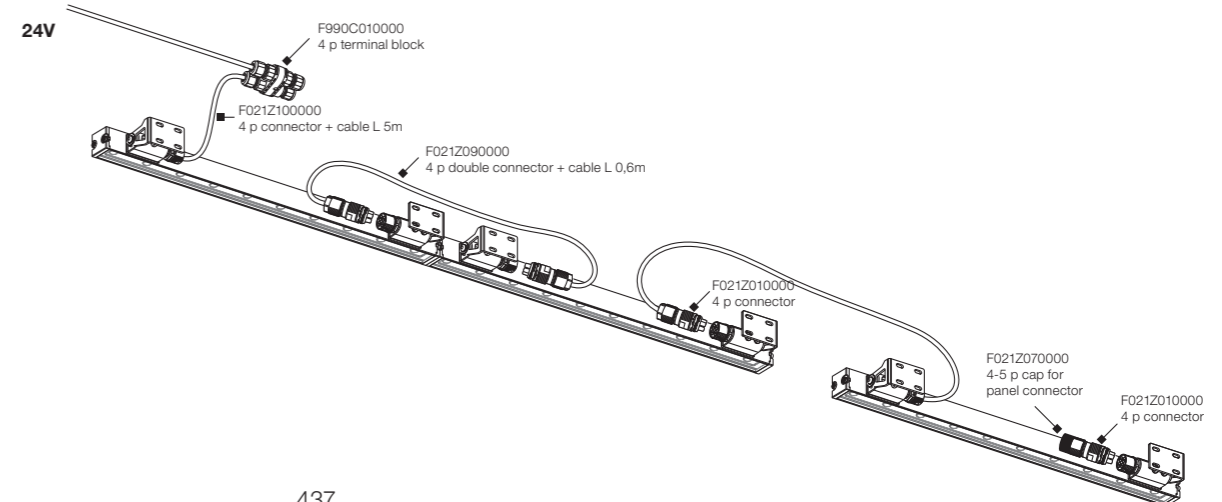 24V
F990C010000
4 p terminal block
F021Z100000
4 p connector + cable L 5m
F021Z090000
4 p double connector + cable L 0,6m
F021Z010000
4 p connector
F021Z070000
4-5 p cap for
panel connector
F021Z010000
4 p connector
437